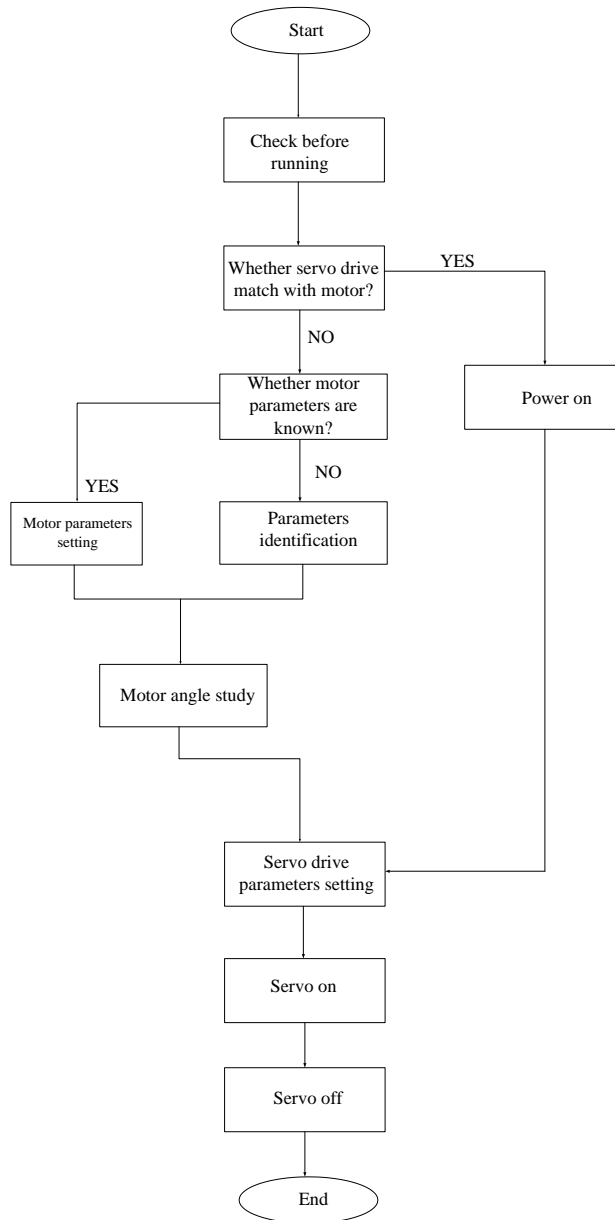 Start
Check before
running
Whether servo drive
match with motor?
YES
NO
Whether motor
parameters are
known?
Power on
YES
NO
Motor parameters
setting
Parameters
identification
Motor angle study
Servo drive
parameters setting
Servo on
Servo off
End